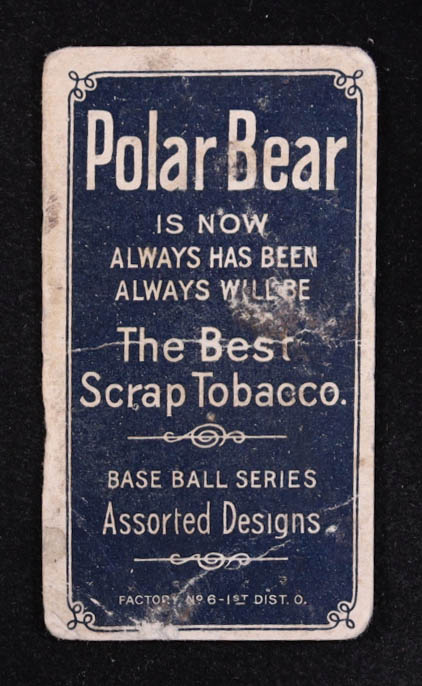 Polar Bear
IS NOW
ALWAYS HAS BEEN
ALWAYS WILL BE
The Best
Scrap Tobacco.
BASE BALL SERIES
Assorted Designs.
FACTORY Nº 6-1ST DIST. O.